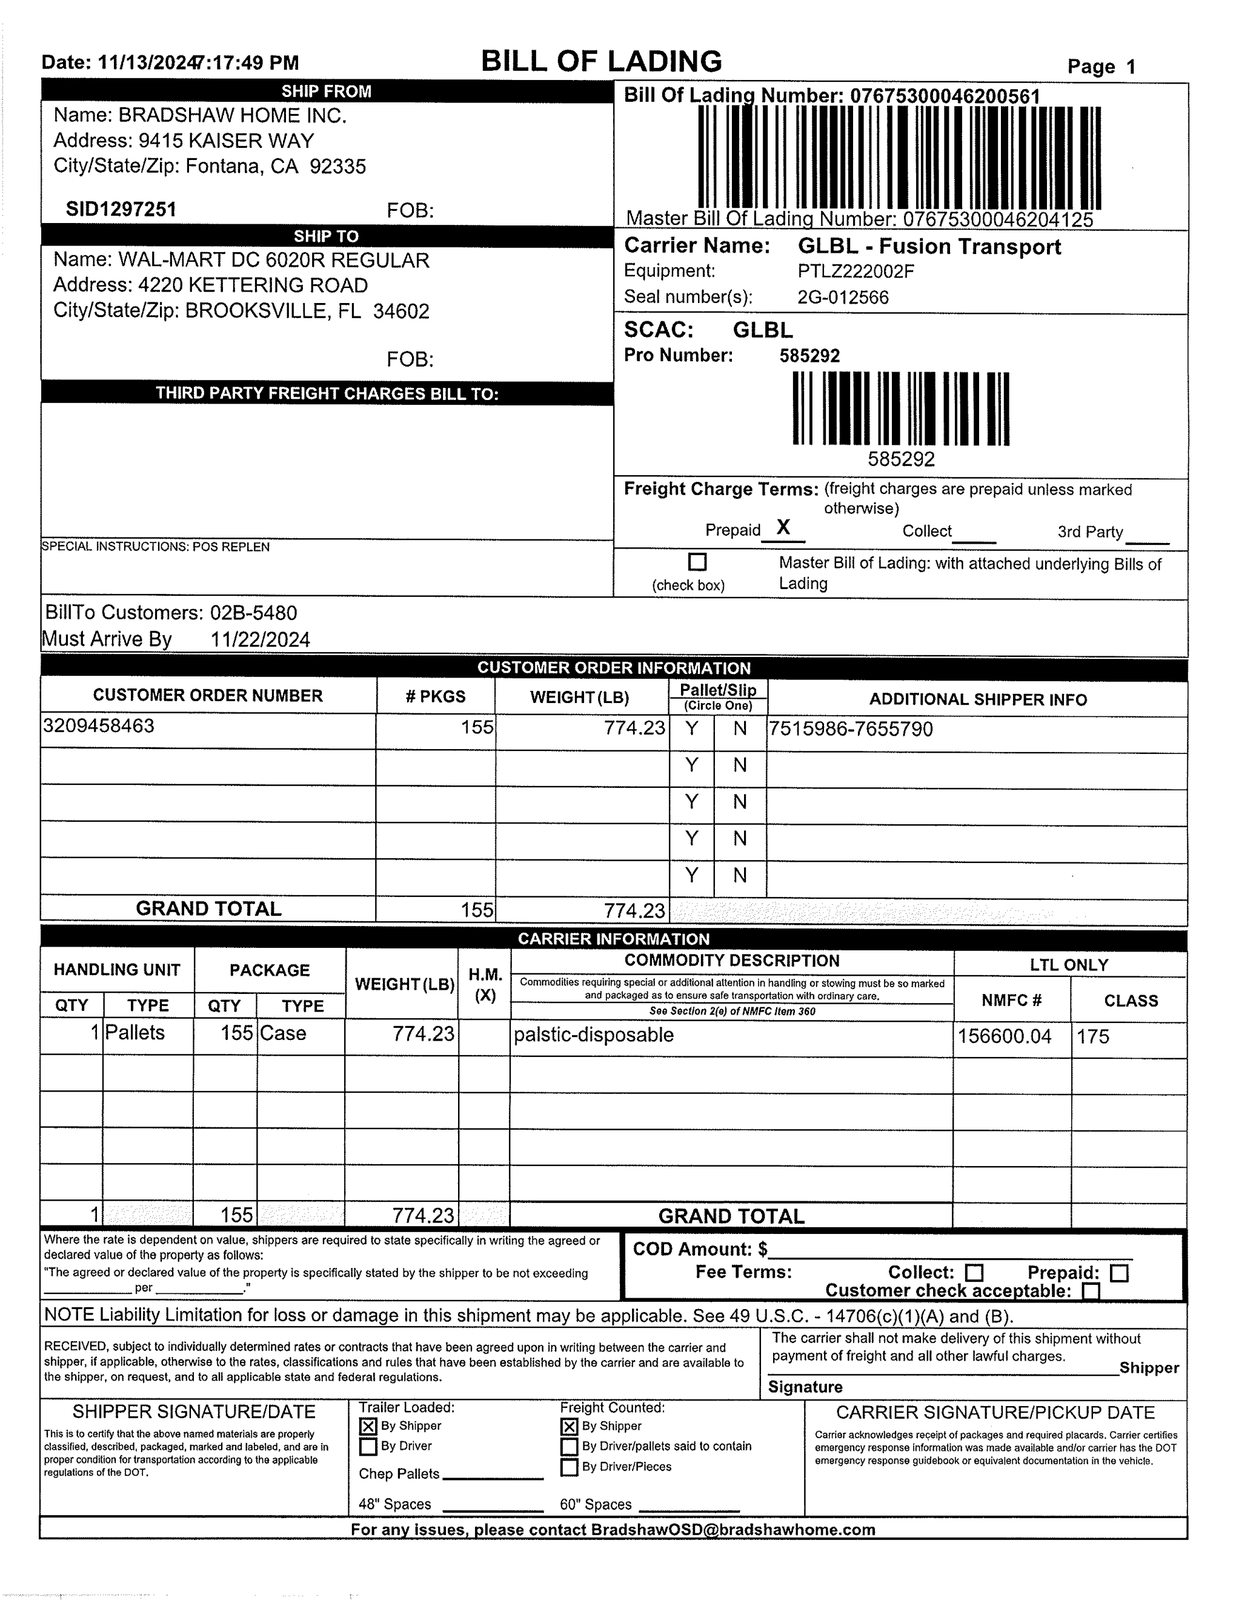 Date: 11/13/2024 7:17:49 PM
BILL OF LADING
Page 1
SHIP FROM
Name: BRADSHAW HOME INC.
Address: 9415 KAISER WAY
City/State/Zip: Fontana, CA 92335
SID1297251 FOB:
SHIP TO
Name: WAL-MART DC 6020R REGULAR
Address: 4220 KETTERING ROAD
City/State/Zip: BROOKSVILLE, FL 34602
FOB:
THIRD PARTY FREIGHT CHARGES BILL TO:
SPECIAL INSTRUCTIONS: POS REPLEN
Bill Of Lading Number: 07675300046200561
Master Bill Of Lading Number: 07675300046204125
Carrier Name: GLBL - Fusion Transport
Equipment: PTLZ222002F
Seal number(s): 2G-012566
SCAC: GLBL
Pro Number: 585292
585292
Freight Charge Terms: (freight charges are prepaid unless marked
otherwise)
Prepaid X Collect 3rd Party
Master Bill of Lading: with attached underlying Bills of
(check box) Lading
BillTo Customers: 02B-5480
Must Arrive By 11/22/2024
CUSTOMER ORDER INFORMATION
CUSTOMER ORDER NUMBER # PKGS WEIGHT(LB) Pallet/Slip (Circle One) ADDITIONAL SHIPPER INFO
3209458463 155 774.23 Y N 7515986-7655790
Y N
Y N
Y N
Y N
GRAND TOTAL 155 774.23
CARRIER INFORMATION
HANDLING UNIT PACKAGE WEIGHT(LB) H.M. (X) COMMODITY DESCRIPTION LTL ONLY
Commodities requiring special or additional attention in handling or stowing must be so marked
and packaged as to ensure safe transportation with ordinary care.
See Section 2(e) of NMFC Item 360
QTY TYPE QTY TYPE NMFC # CLASS
1 Pallets 155 Case 774.23 palstic-disposable 156600.04 175
1 155 774.23 GRAND TOTAL
Where the rate is dependent on value, shippers are required to state specifically in writing the agreed or
declared value of the property as follows:
"The agreed or declared value of the property is specifically stated by the shipper to be not exceeding
per ."
COD Amount: $
Fee Terms: Collect: Prepaid:
Customer check acceptable:
NOTE Liability Limitation for loss or damage in this shipment may be applicable. See 49 U.S.C. - 14706(c)(1)(A) and (B).
RECEIVED, subject to individually determined rates or contracts that have been agreed upon in writing between the carrier and
shipper, if applicable, otherwise to the rates, classifications and rules that have been established by the carrier and are available to
the shipper, on request, and to all applicable state and federal regulations.
The carrier shall not make delivery of this shipment without
payment of freight and all other lawful charges.
Shipper
Signature
SHIPPER SIGNATURE/DATE
This is to certify that the above named materials are properly
classified, described, packaged, marked and labeled, and are in
proper condition for transportation according to the applicable
regulations of the DOT.
Trailer Loaded:
X By Shipper
By Driver
Chep Pallets
48" Spaces
Freight Counted:
X By Shipper
By Driver/pallets said to contain
By Driver/Pieces
60" Spaces
CARRIER SIGNATURE/PICKUP DATE
Carrier acknowledges receipt of packages and required placards. Carrier certifies
emergency response information was made available and/or carrier has the DOT
emergency response guidebook or equivalent documentation in the vehicle.
For any issues, please contact BradshawOSD@bradshawhome.com